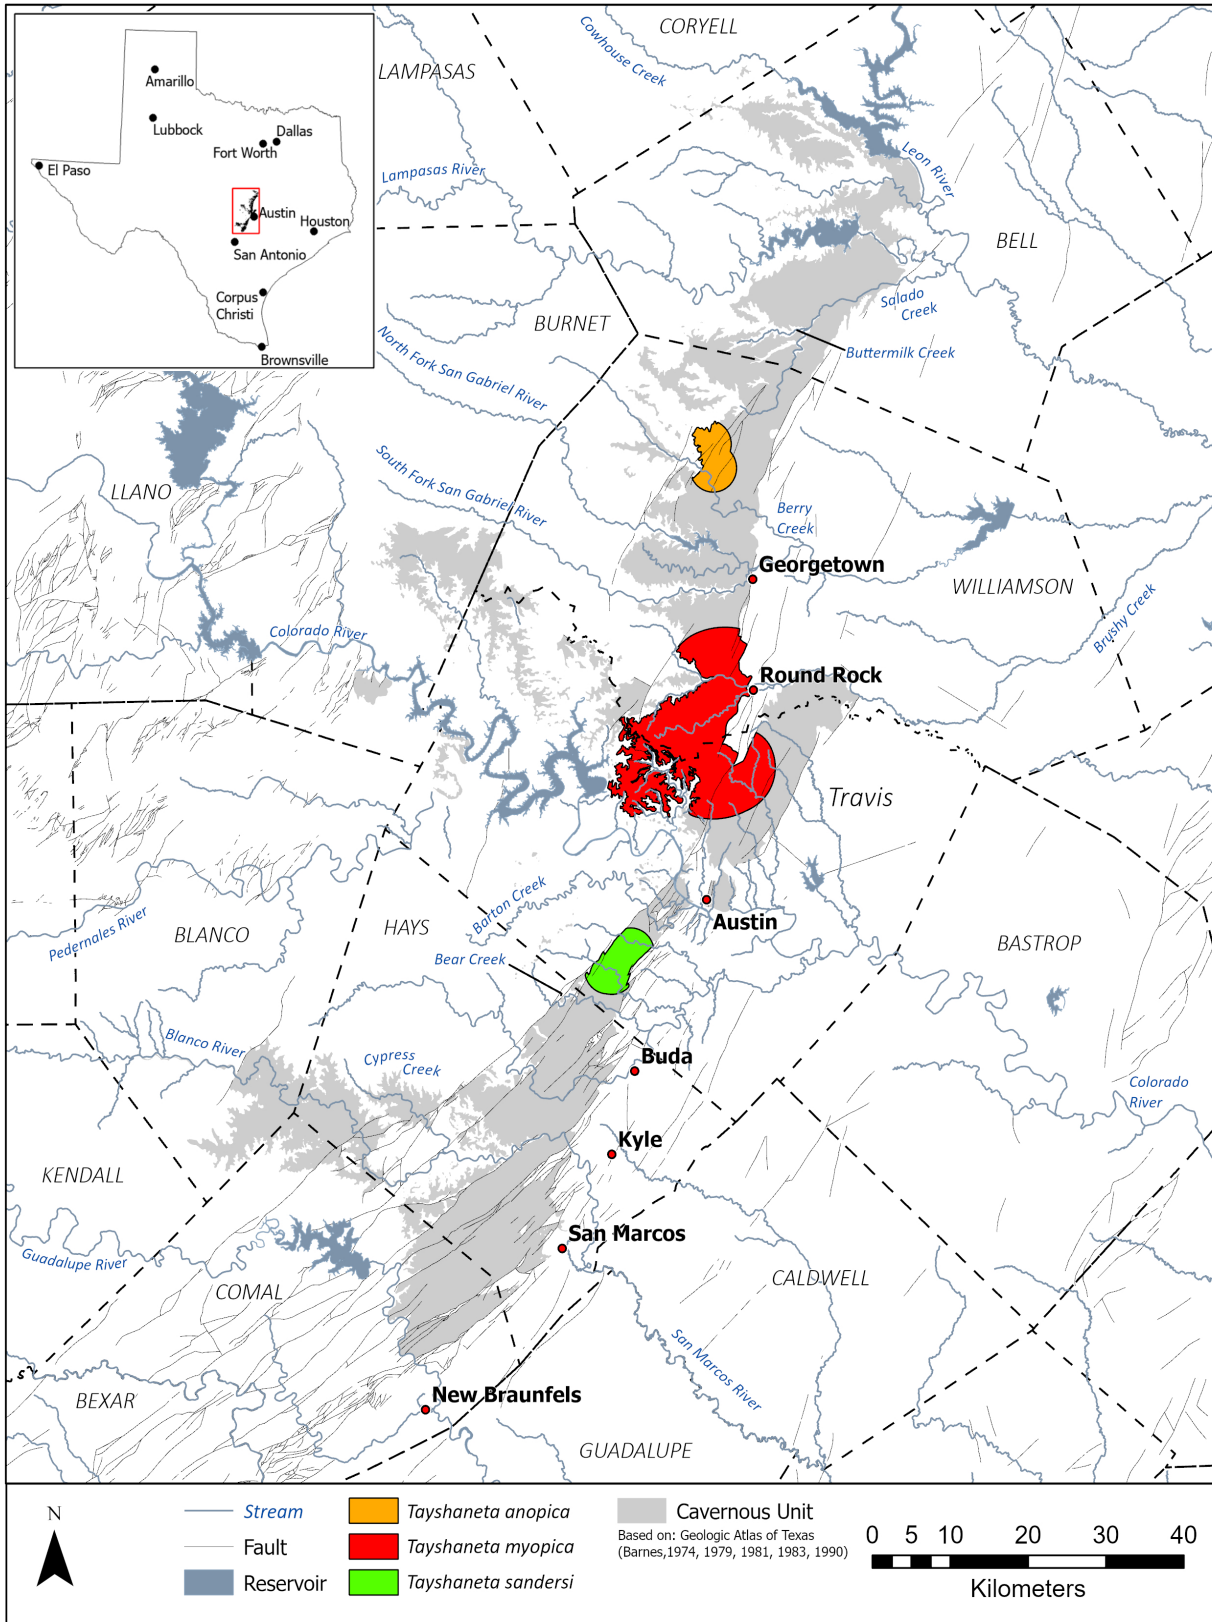 Amarillo
Lubbock
Dallas
Fort Worth
El Paso
Austin
Houston
San Antonio
Corpus
Christi
Brownsville
CORYELL
Cowhouse Creek
LAMPASAS
Leon River
Lampasas River
BELL
Salado
Creek
BURNET
Buttermilk Creek
North Fork San Gabriel River
South Fork San Gabriel River
LLANO
Berry
Creek
Georgetown
WILLIAMSON
Brushy Creek
Colorado River
Round Rock
Travis
Barton Creek
Austin
Pedernales River
BLANCO
HAYS
BASTROP
Bear Creek
Blanco River
Cypress
Creek
Buda
Colorado
River
Kyle
KENDALL
San Marcos
Guadalupe River
COMAL
CALDWELL
San Marcos River
BEXAR
New Braunfels
GUADALUPE
N
Stream
Fault
Reservoir
Tayshaneta anopica
Tayshaneta myopica
Tayshaneta sandersi
Cavernous Unit
Based on: Geologic Atlas of Texas
(Barnes,1974, 1979, 1981, 1983, 1990)
0 5 10 20 30 40
Kilometers